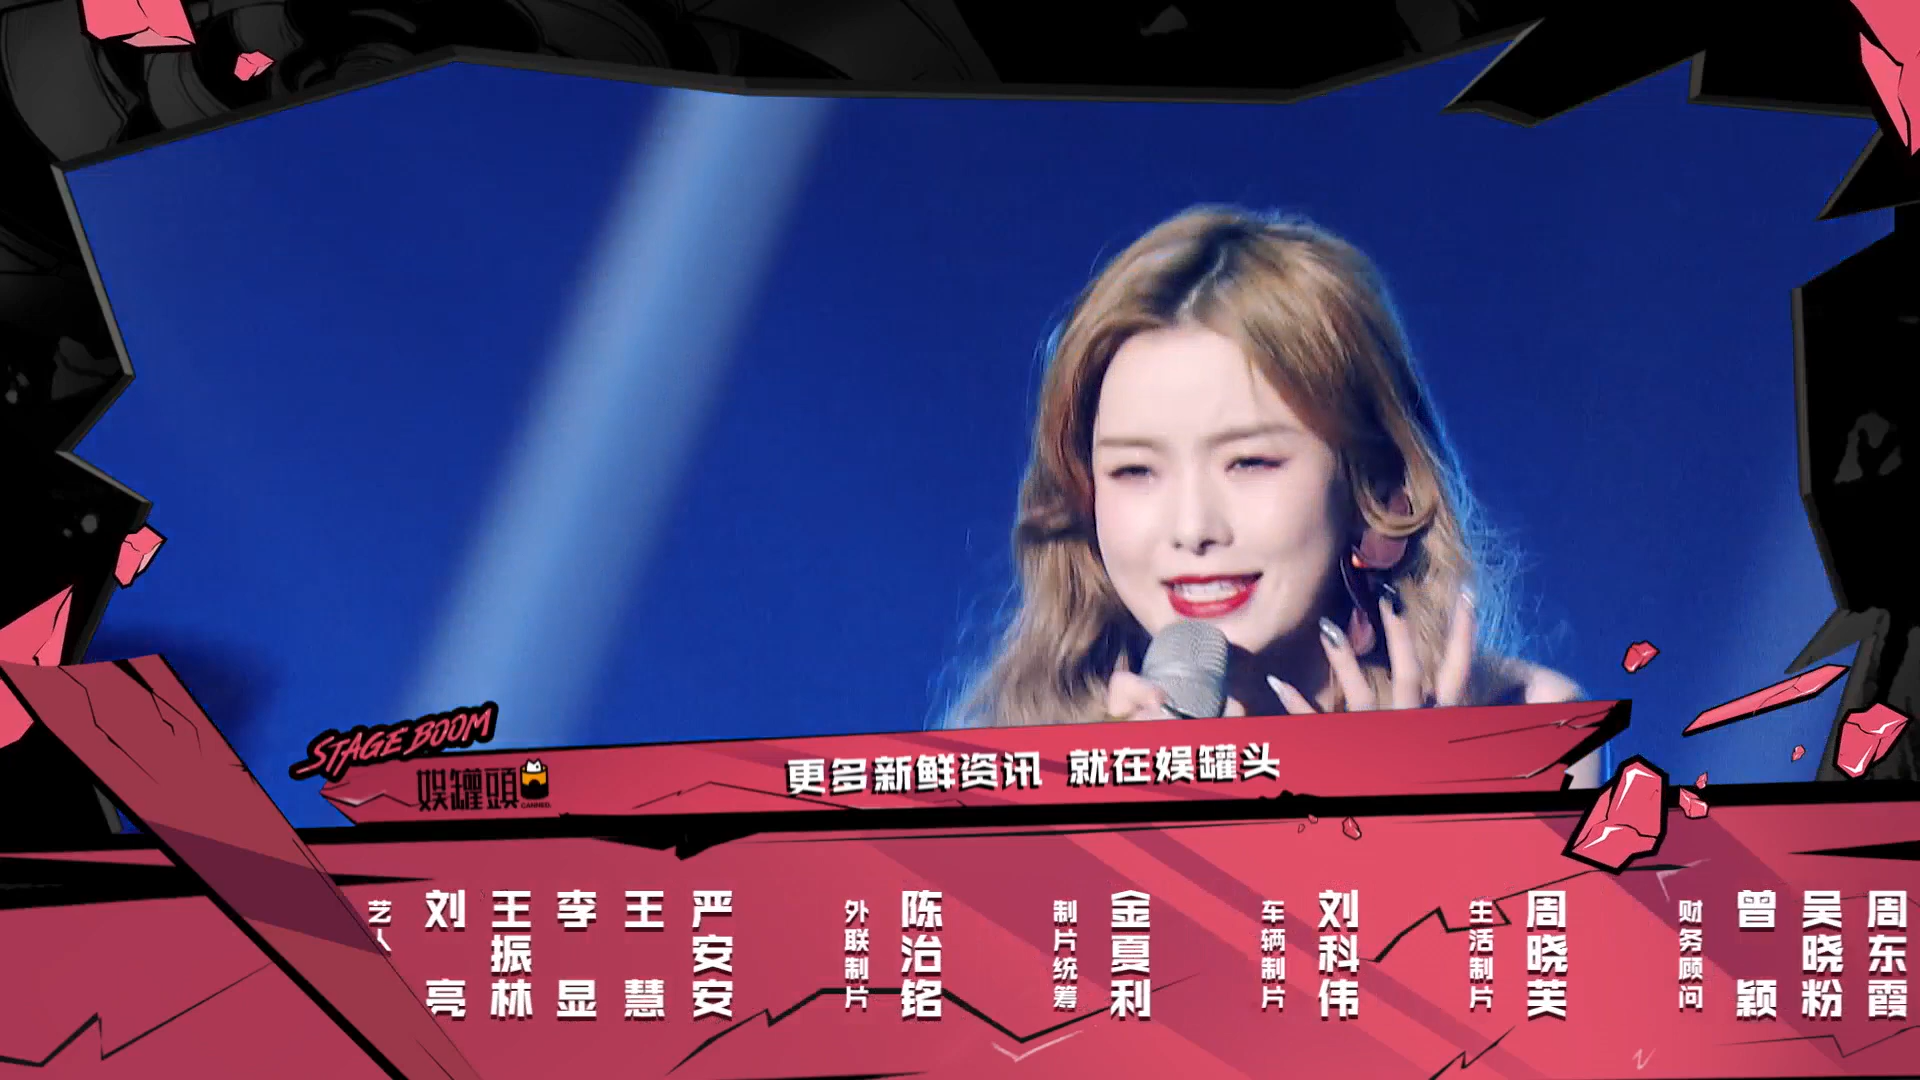 STAGE BOOM
娱罐頭
CANNED
更多新鲜资讯 就在娱罐头
艺人
刘亮
王振林
李显
王慧
严安安
外联制片
陈治铭
制片统筹
金夏利
车辆制片
刘科伟
生活制片
周晓芙
财务顾问
曾颖
吴晓粉
周东霞